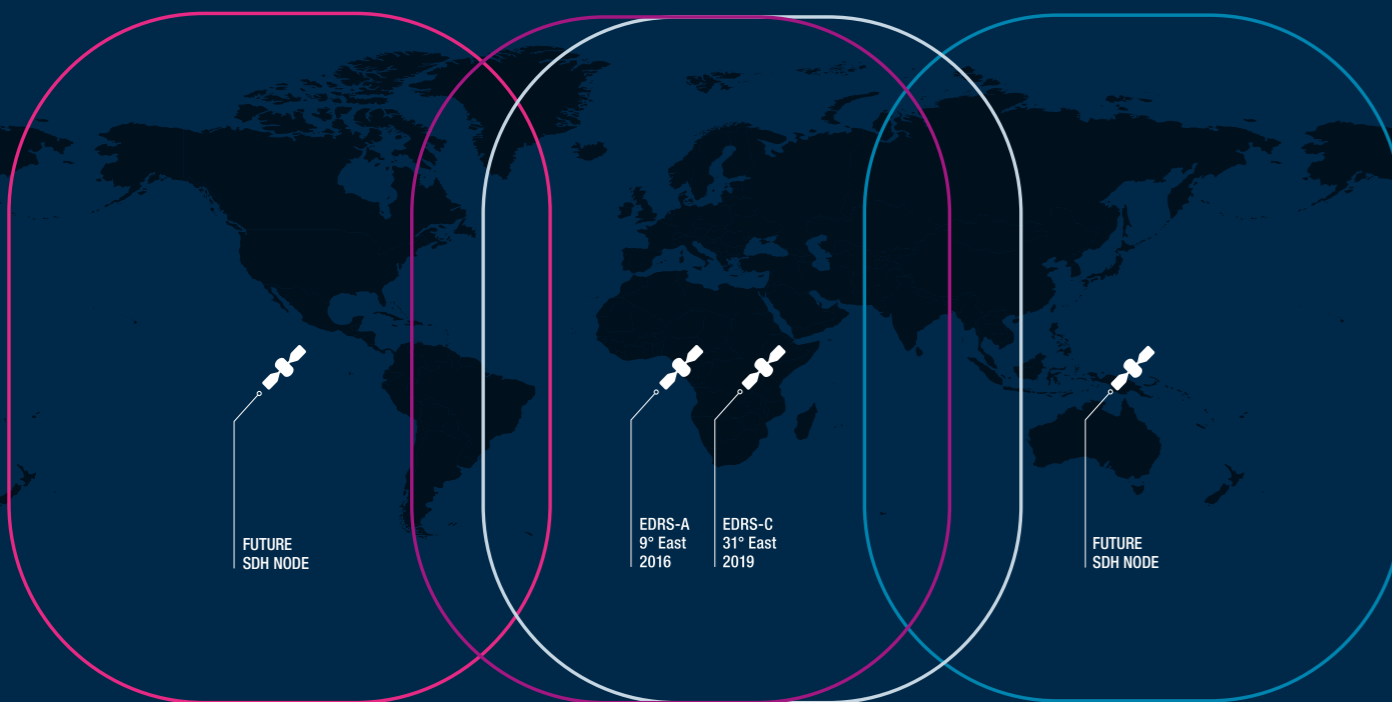 FUTURE
SDH NODE
EDRS-A
9° East
2016
EDRS-C
31° East
2019
FUTURE
SDH NODE